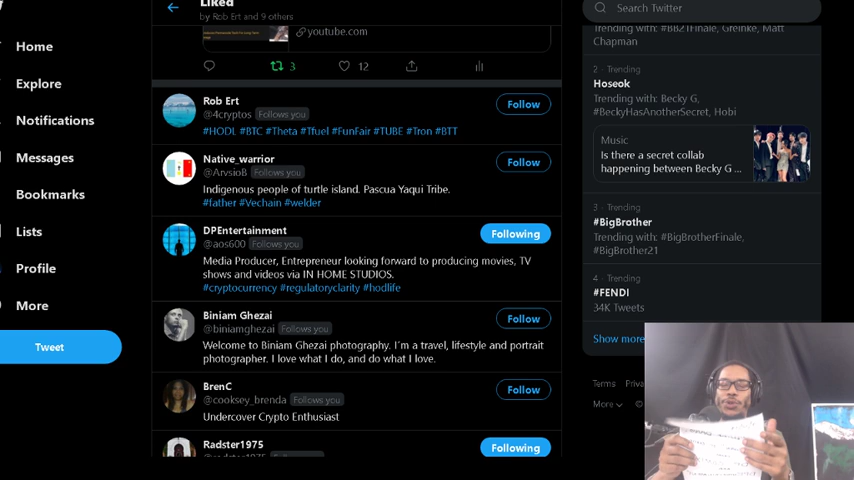 Home
Explore
Notifications
Messages
Bookmarks
Lists
Profile
More
Tweet
Liked
by Rob Ert and 9 others
youtube.com
3
12
Rob Ert
@4cryptos Follows you
#HODL #BTC #Theta #Tfuel #FunFair #TUBE #Tron #BTT
Follow
Native_warrior
@ArvsioB Follows you
Indigenous people of turtle island. Pascua Yaqui Tribe.
#father #Vechain #welder
Follow
DPEntertainment
@aos600 Follows you
Media Producer, Entrepreneur looking forward to producing movies, TV
shows and videos via IN HOME STUDIOS.
#cryptocurrency #regulatoryclarity #hodlife
Following
Biniam Ghezai
@biniamghezai Follows you
Welcome to Biniam Ghezai photography. I'm a travel, lifestyle and portrait
photographer. I love what I do, and do what I love.
Follow
BrenC
@cooksey_brenda Follows you
Undercover Crypto Enthusiast
Follow
Radster1975
@radster1975 Follows you
Following
Search Twitter
Trending with: #BB21Finale, Greinke, Matt
Chapman
2 · Trending
Hoseok
Trending with: Becky G,
#BeckyHasAnotherSecret, Hobi
Music
Is there a secret collab
happening between Becky G ...
3 · Trending
#BigBrother
Trending with: #BigBrotherFinale,
#BigBrother21
4 · Trending
#FENDI
34K Tweets
Show more
Terms
More